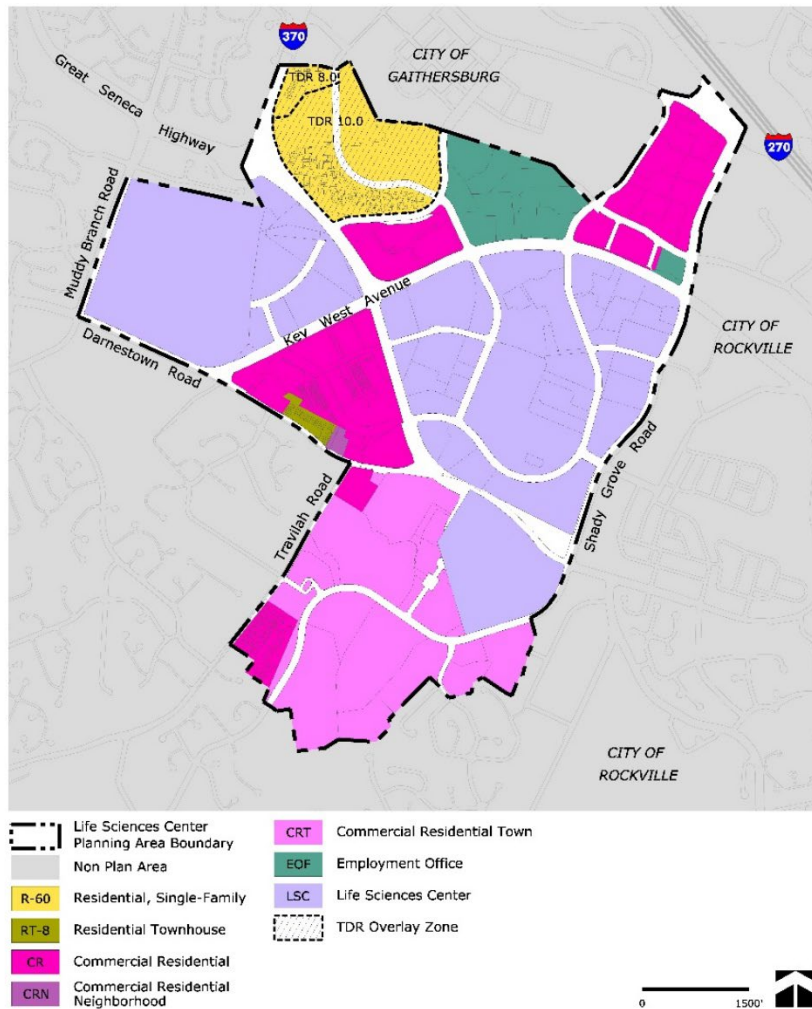 370
CITY OF
GAITHERSBURG
Great Seneca
Highway
TDR 8.0
TDR 10.0
270
Muddy Branch Road
Key West Avenue
Darnestown Road
CITY OF
ROCKVILLE
Travilah Road
Shady Grove Road
CITY OF
ROCKVILLE
Life Sciences Center
Planning Area Boundary
Non Plan Area
R-60 Residential, Single-Family
RT-8 Residential Townhouse
CR Commercial Residential
CRN Commercial Residential
Neighborhood
CRT Commercial Residential Town
EOF Employment Office
LSC Life Sciences Center
TDR Overlay Zone
0 1500'